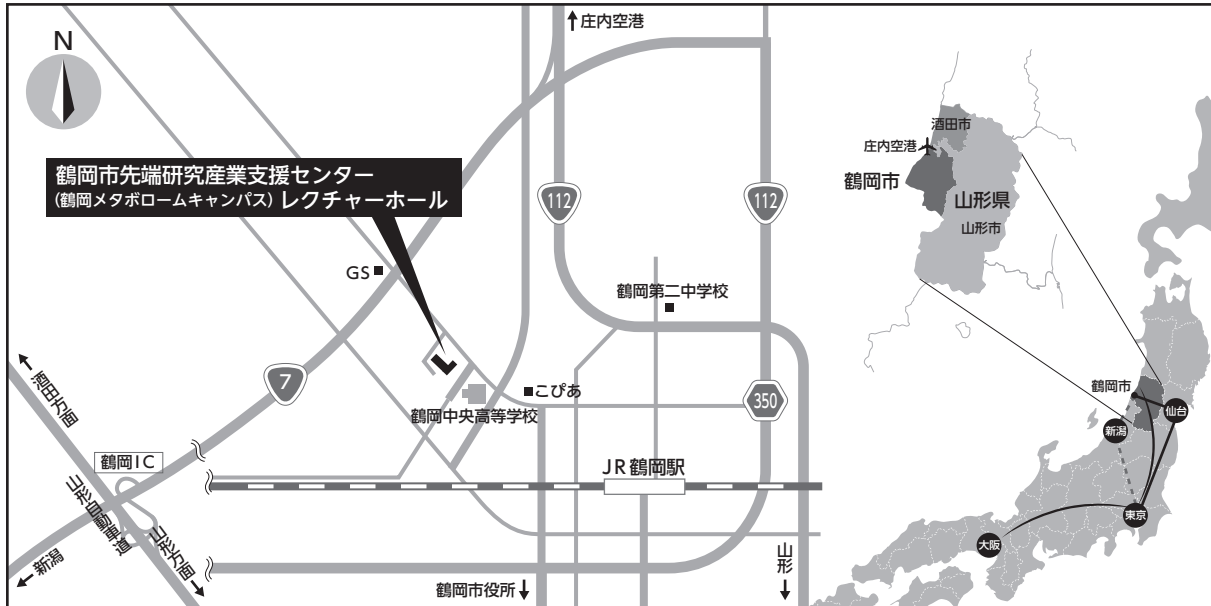 庄内空港
N
鶴岡市先端研究産業支援センター
(鶴岡メタボロームキャンパス) レクチャーホール
112
112
GS
鶴岡第二中学校
7
こぴあ
鶴岡中央高等学校
350
酒田方面
鶴岡IC
JR鶴岡駅
山形自動車道
山形方面
新潟
鶴岡市役所
山形
酒田市
庄内空港
鶴岡市
山形県
山形市
鶴岡市
仙台
新潟
東京
大阪